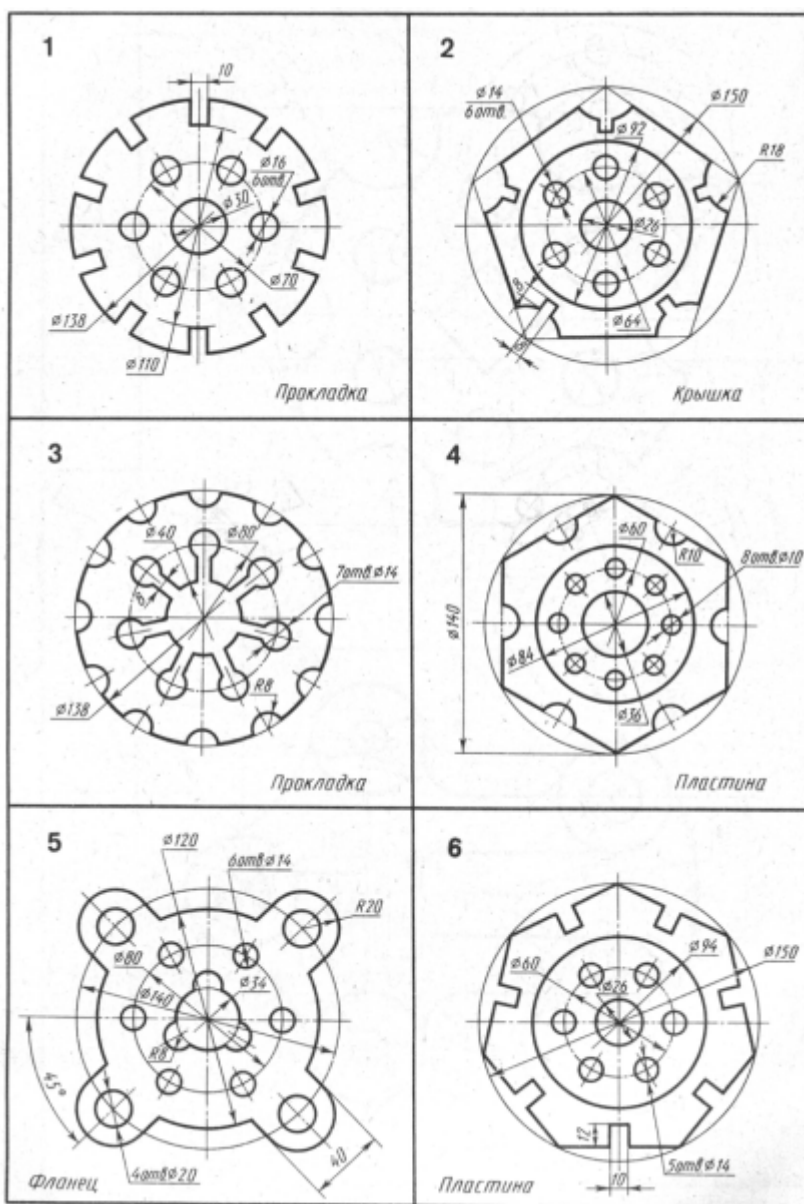 1
10
Ø16
6отв.
Ø30
Ø70
Ø138
Ø110
Прокладка
2
Ø14
6отв.
Ø150
Ø92
R18
Ø26
8
Ø64
Крышка
3
Ø40
Ø80
7отв.Ø14
8
R8
Ø138
Прокладка
4
Ø60
R10
8отв.Ø10
Ø140
Ø84
Ø36
Пластина
5
Ø120
6отв.Ø14
R20
Ø80
Ø140
Ø34
R8
45°
4отв.Ø20
40
Фланец
6
Ø94
Ø150
Ø60
Ø26
12
10
5отв.Ø14
Пластина